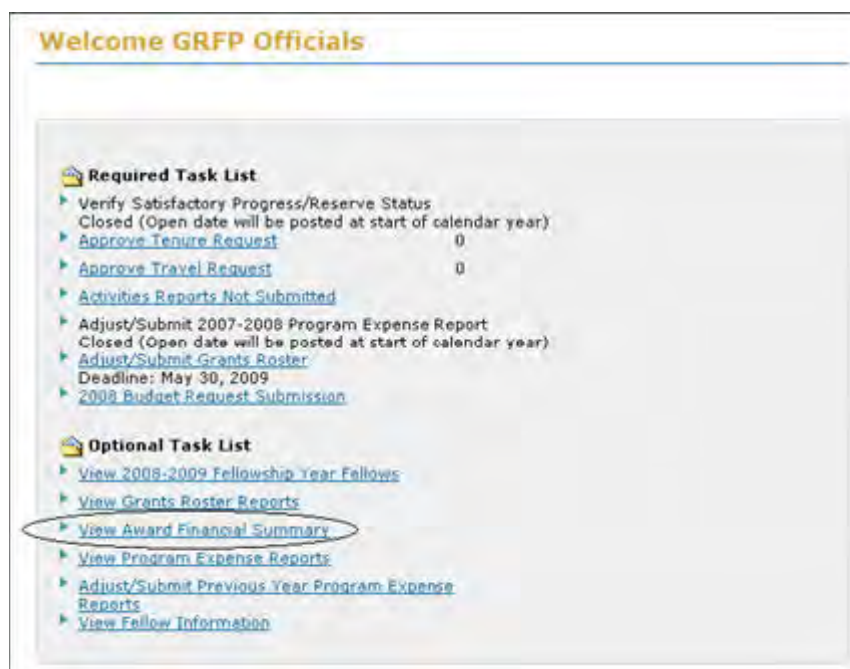 Welcome GRFP Officials
Required Task List
Verify Satisfactory Progress/Reserve Status
Closed (Open date will be posted at start of calendar year)
Approve Tenure Request 0
Approve Travel Request 0
Activities Reports Not Submitted
Adjust/Submit 2007-2008 Program Expense Report
Closed (Open date will be posted at start of calendar year)
Adjust/Submit Grants Roster
Deadline: May 30, 2009
2008 Budget Request Submission
Optional Task List
View 2008-2009 Fellowship Year Fellows
View Grants Roster Reports
View Award Financial Summary
View Program Expense Reports
Adjust/Submit Previous Year Program Expense
Reports
View Fellow Information